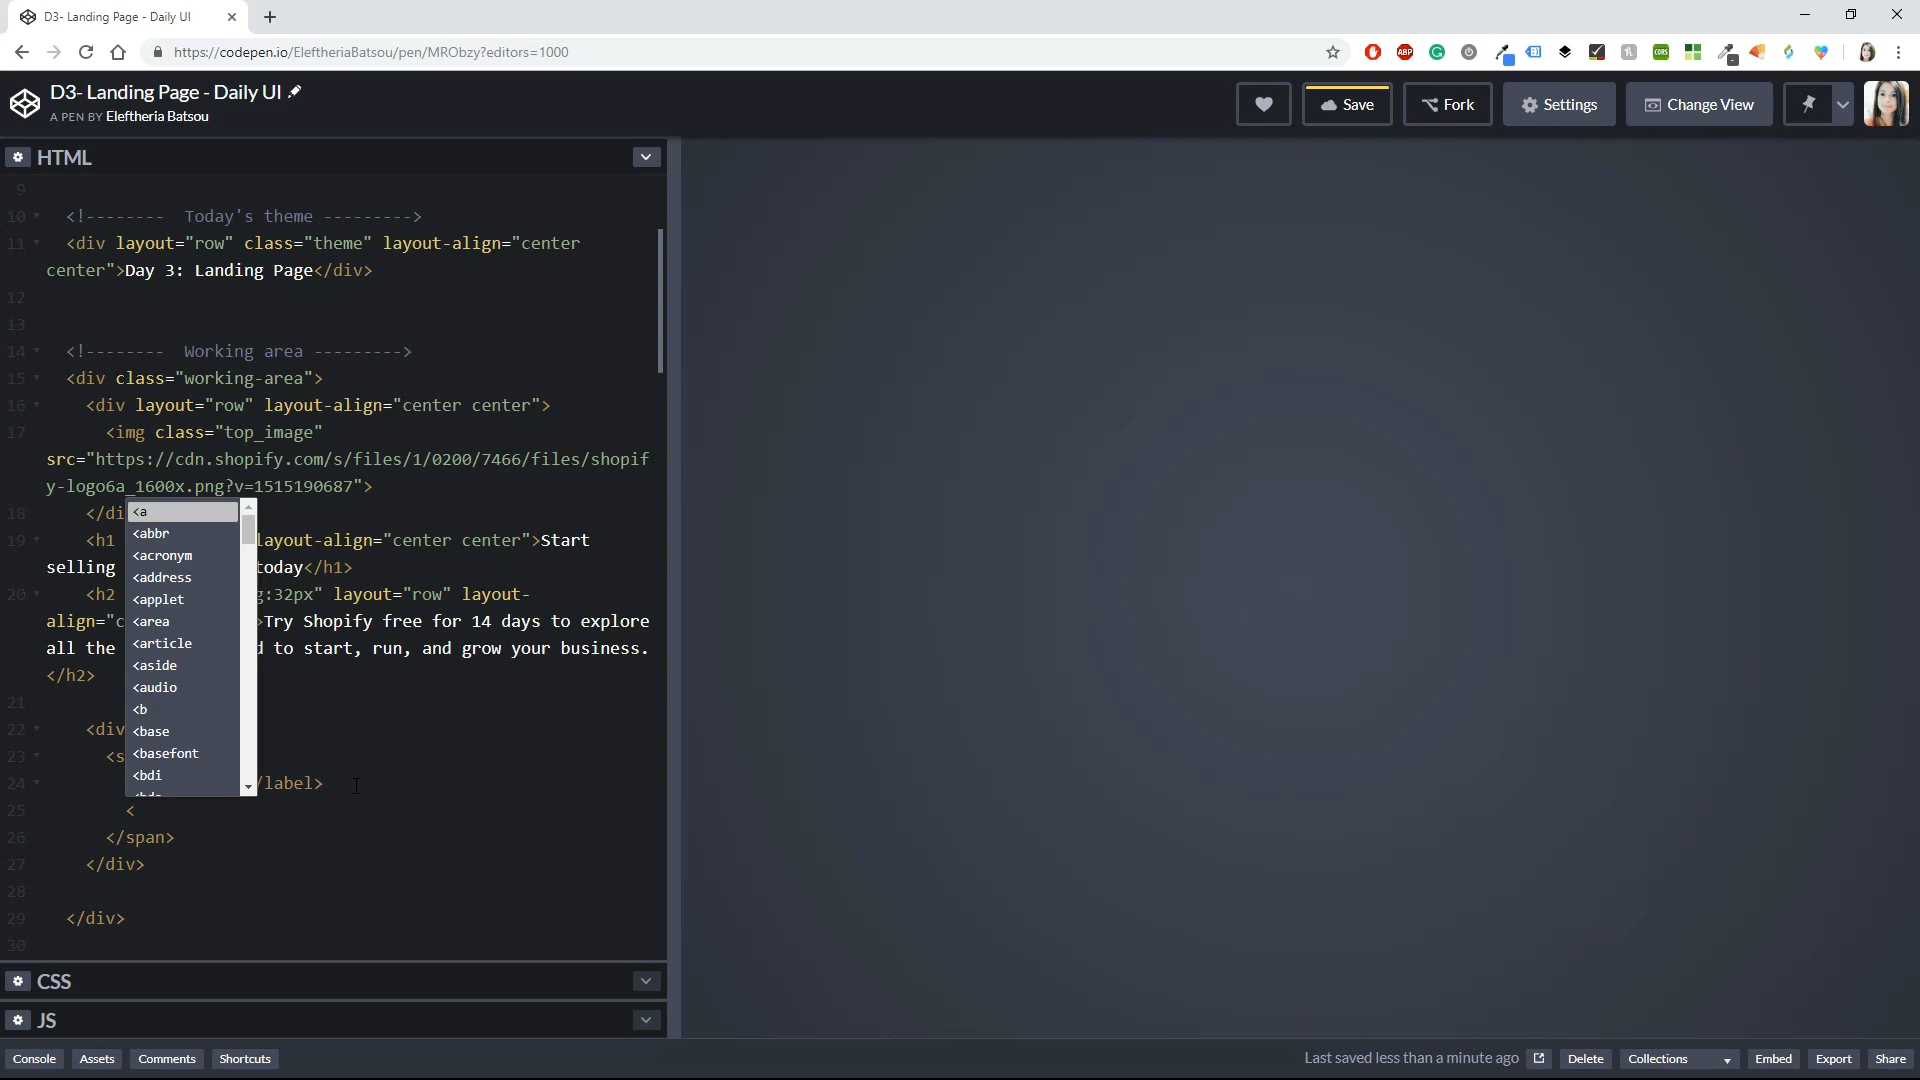 D3- Landing Page - Daily UI
https://codepen.io/EleftheriaBatsou/pen/MRObzy?editors=1000
D3- Landing Page - Daily UI
A PEN BY Eleftheria Batsou
Save
Fork
Settings
Change View
HTML
9
10 <!-------- Today's theme --------->
11 <div layout="row" class="theme" layout-align="center
center">Day 3: Landing Page</div>
12
13
14 <!-------- Working area --------->
15 <div class="working-area">
16 <div layout="row" layout-align="center center">
17 <img class="top_image"
src="https://cdn.shopify.com/s/files/1/0200/7466/files/shopif
y-logo6a_1600x.png?v=1515190687">
18 </di
19 <h1 layout-align="center center">Start
selling today</h1>
20 <h2 g:32px" layout="row" layout-
align="c >Try Shopify free for 14 days to explore
all the d to start, run, and grow your business.
</h2>
21
22 <div
23 <s
24 /label>
25 <
26 </span>
27 </div>
28
29 </div>
30
<a
<abbr
<acronym
<address
<applet
<area
<article
<aside
<audio
<b
<base
<basefont
<bdi
CSS
JS
Console Assets Comments Shortcuts Last saved less than a minute ago Delete Collections Embed Export Share